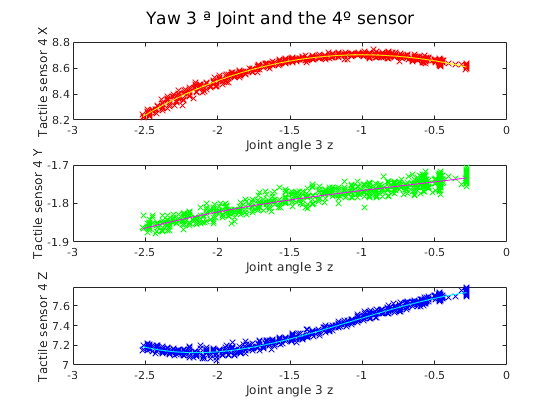 Yaw 3 ª Joint and the 4º sensor
Tactile sensor 4 X
8.8
8.6
8.4
8.2
-3 -2.5 -2 -1.5 -1 -0.5 0
Joint angle 3 z
Tactile sensor 4 Y
-1.7
-1.8
-1.9
-3 -2.5 -2 -1.5 -1 -0.5 0
Joint angle 3 z
Tactile sensor 4 Z
7.6
7.4
7.2
7
-3 -2.5 -2 -1.5 -1 -0.5 0
Joint angle 3 z